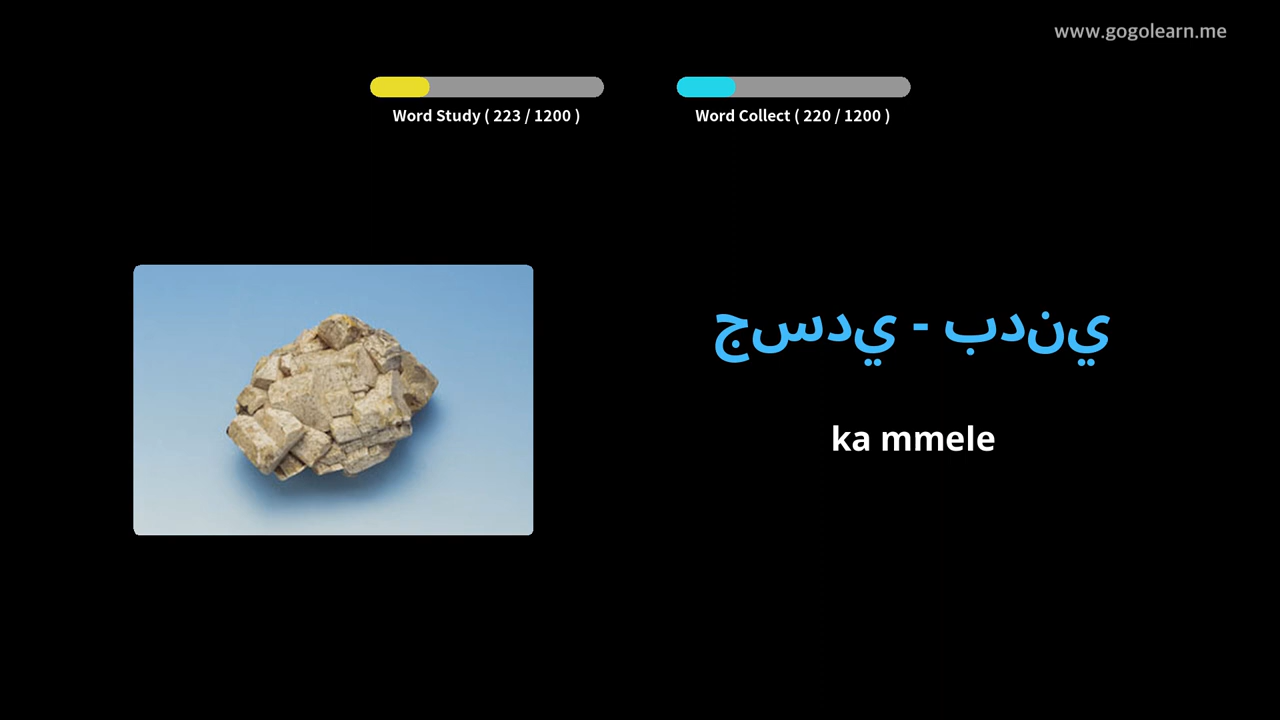 www.gogolearn.me
Word Study ( 223 / 1200 )
Word Collect ( 220 / 1200 )
جسدي - بدني
ka mmele